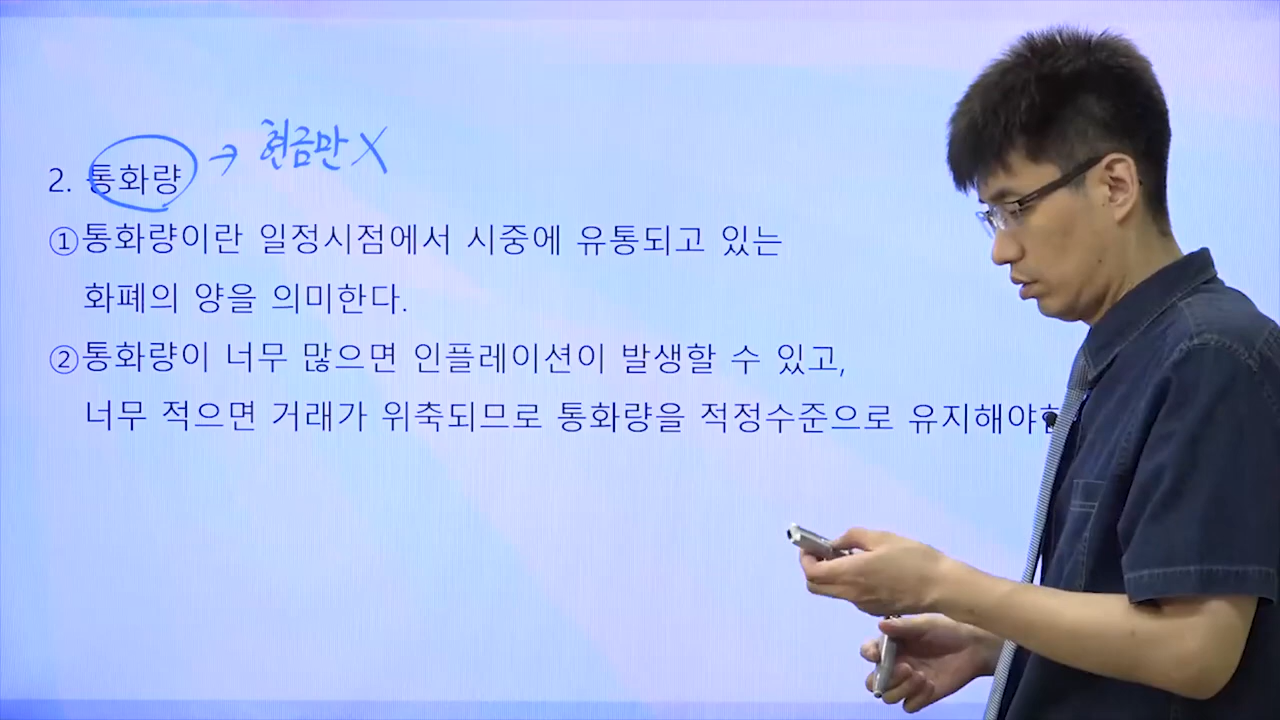 2. 통화량 → 현금만 X
①통화량이란 일정시점에서 시중에 유통되고 있는
화폐의 양을 의미한다.
②통화량이 너무 많으면 인플레이션이 발생할 수 있고,
너무 적으면 거래가 위축되므로 통화량을 적정수준으로 유지해야